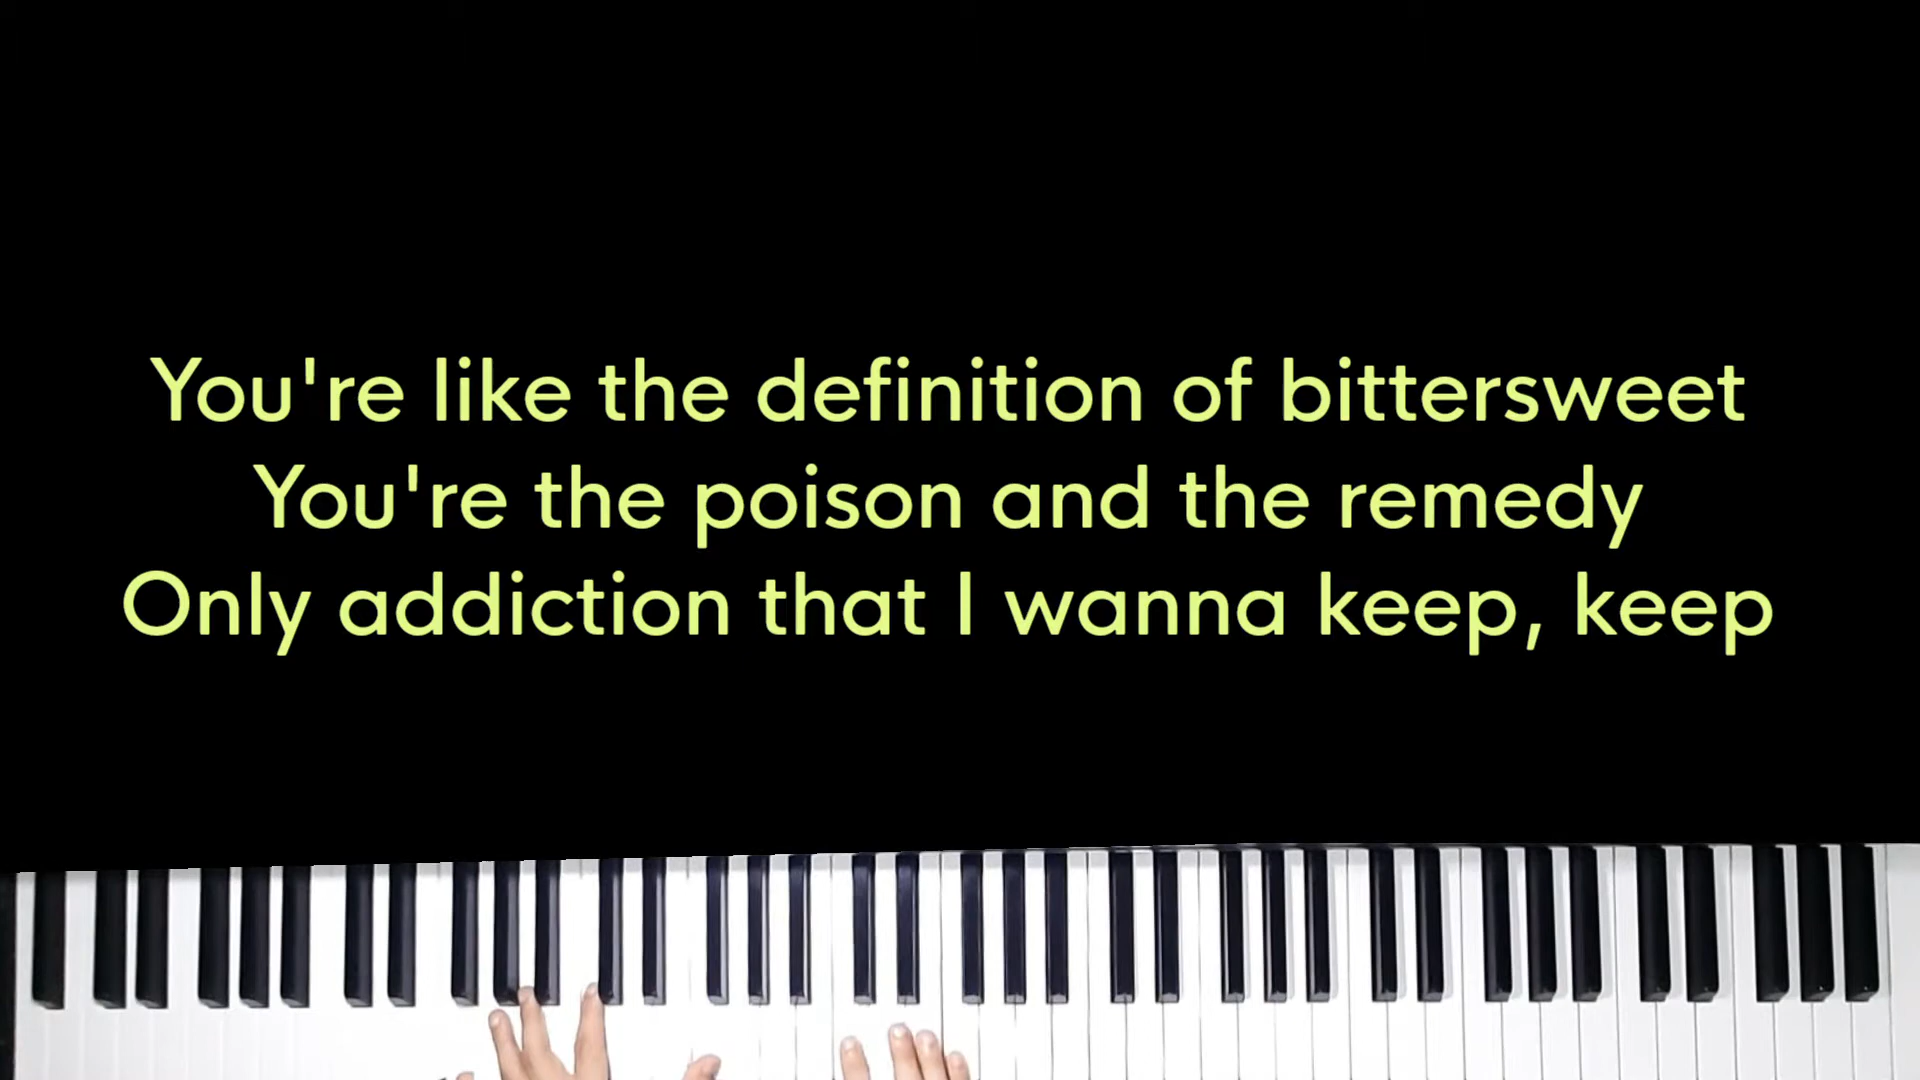 You're like the definition of bittersweet
You're the poison and the remedy
Only addiction that I wanna keep, keep